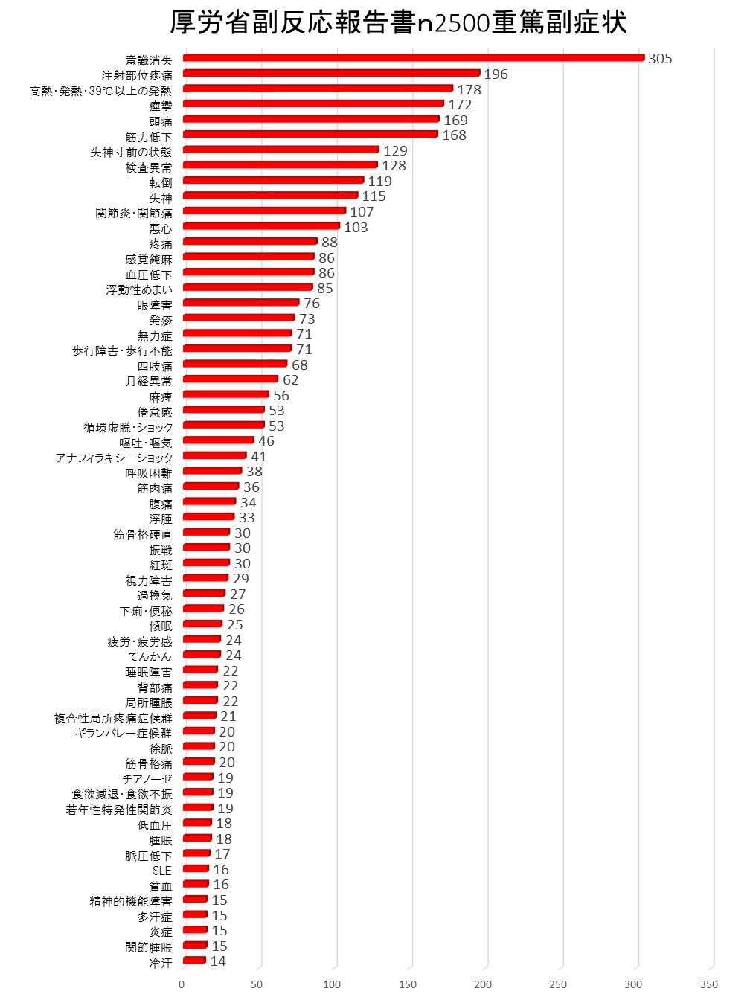 厚労省副反応報告書n2500重篤副症状
意識消失 305
注射部位疼痛 196
高熱・発熱・39℃以上の発熱 178
痙攣 172
頭痛 169
筋力低下 168
失神寸前の状態 129
検査異常 128
転倒 119
失神 115
関節炎・関節痛 107
悪心 103
疼痛 88
感覚鈍麻 86
血圧低下 86
浮動性めまい 85
眼障害 76
発疹 73
無力症 71
歩行障害・歩行不能 71
四肢痛 68
月経異常 62
麻痺 56
倦怠感 53
循環虚脱・ショック 53
嘔吐・嘔気 46
アナフィラキシーショック 41
呼吸困難 38
筋肉痛 36
腹痛 34
浮腫 33
筋骨格硬直 30
振戦 30
紅斑 30
視力障害 29
過換気 27
下痢・便秘 26
傾眠 25
疲労・疲労感 24
てんかん 24
睡眠障害 22
背部痛 22
局所腫脹 22
複合性局所疼痛症候群 21
ギランバレー症候群 20
徐脈 20
筋骨格痛 20
チアノーゼ 19
食欲減退・食欲不振 19
若年性特発性関節炎 19
低血圧 18
腫脹 18
脈圧低下 17
SLE 16
貧血 16
精神的機能障害 15
多汗症 15
炎症 15
関節腫脹 15
冷汗 14
0 50 100 150 200 250 300 350